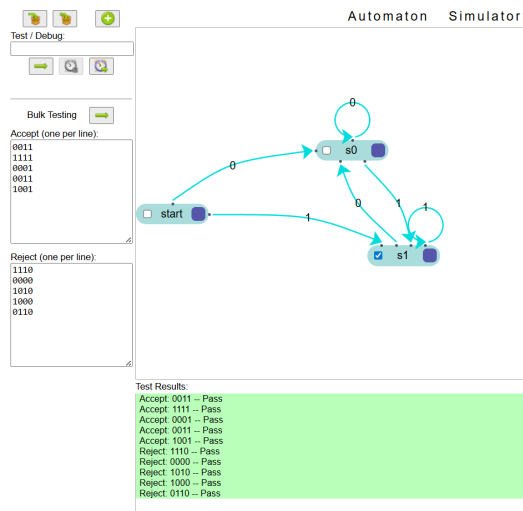 Automaton Simulator
Test / Debug:
Bulk Testing
Accept (one per line):
0011
1111
0001
0011
1001
Reject (one per line):
1110
0000
1010
1000
0110
0
s0
0
start
1
0
1
1
s1
Test Results:
Accept: 0011 -- Pass
Accept: 1111 -- Pass
Accept: 0001 -- Pass
Accept: 0011 -- Pass
Accept: 1001 -- Pass
Reject: 1110 -- Pass
Reject: 0000 -- Pass
Reject: 1010 -- Pass
Reject: 1000 -- Pass
Reject: 0110 -- Pass